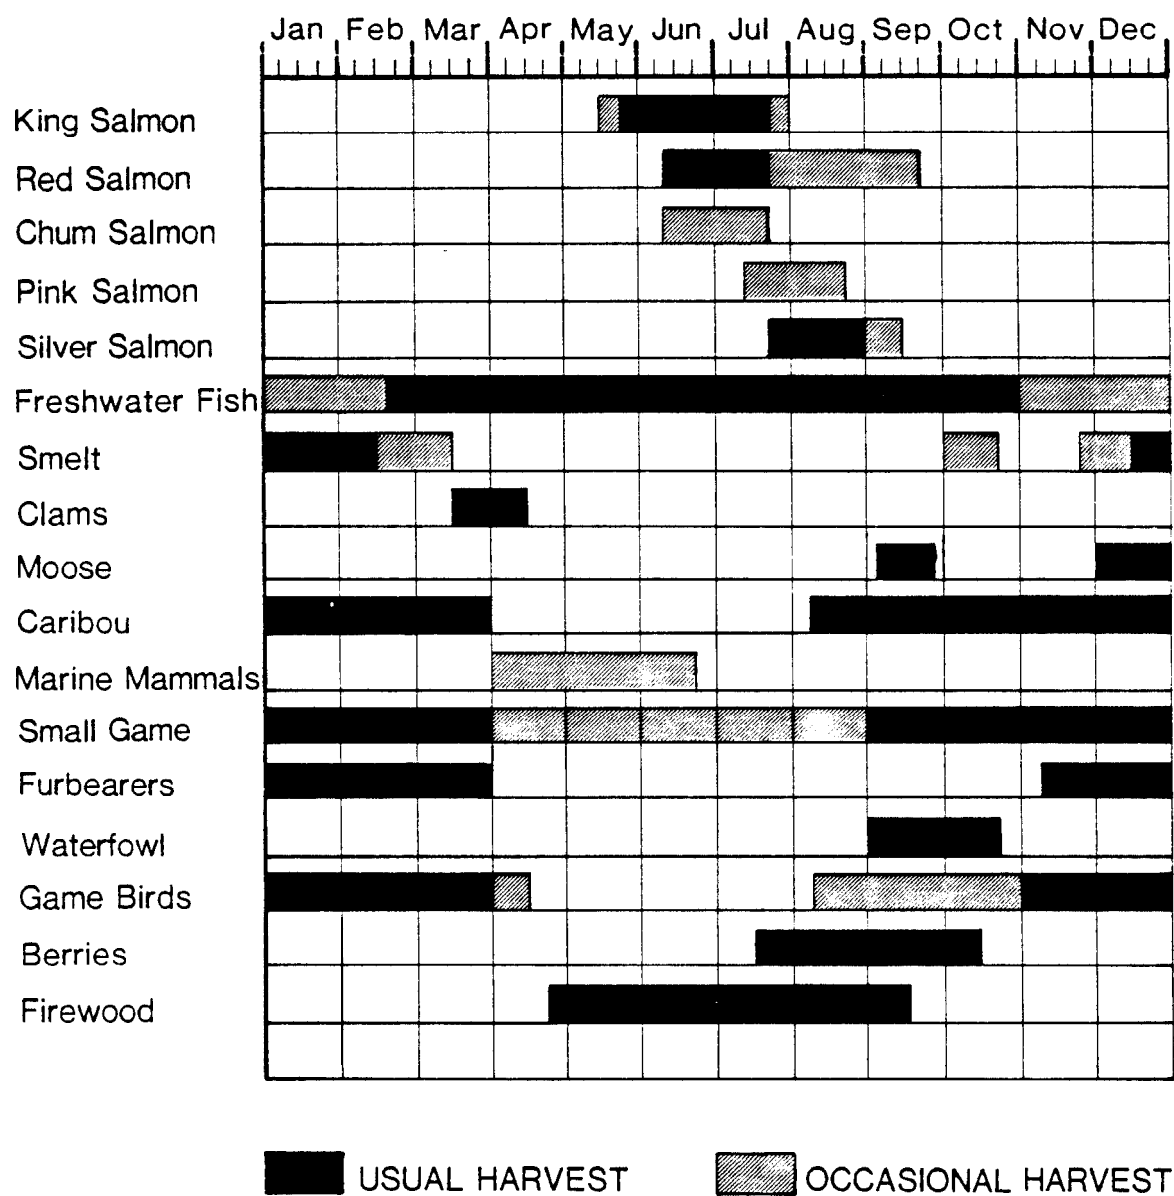 Jan Feb Mar Apr May Jun Jul Aug Sep Oct Nov Dec
King Salmon
Red Salmon
Chum Salmon
Pink Salmon
Silver Salmon
Freshwater Fish
Smelt
Clams
Moose
Caribou
Marine Mammals
Small Game
Furbearers
Waterfowl
Game Birds
Berries
Firewood
USUAL HARVEST OCCASIONAL HARVEST